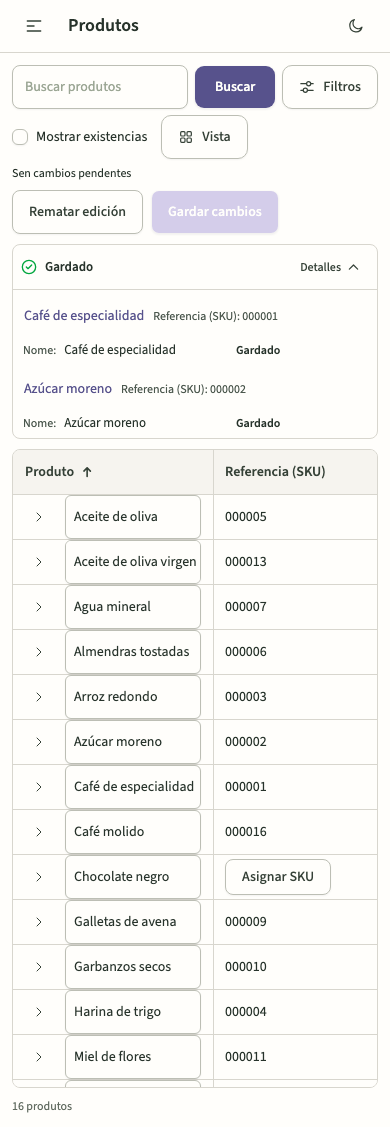 Produtos
Buscar produtos Buscar Filtros
Mostrar existencias Vista
Sen cambios pendentes
Rematar edición Gardar cambios
Gardado Detalles
Café de especialidad Referencia (SKU): 000001
Nome: Café de especialidad Gardado
Azúcar moreno Referencia (SKU): 000002
Nome: Azúcar moreno Gardado
Produto Referencia (SKU)
Aceite de oliva 000005
Aceite de oliva virgen 000013
Agua mineral 000007
Almendras tostadas 000006
Arroz redondo 000003
Azúcar moreno 000002
Café de especialidad 000001
Café molido 000016
Chocolate negro Asignar SKU
Galletas de avena 000009
Garbanzos secos 000010
Harina de trigo 000004
Miel de flores 000011
16 produtos